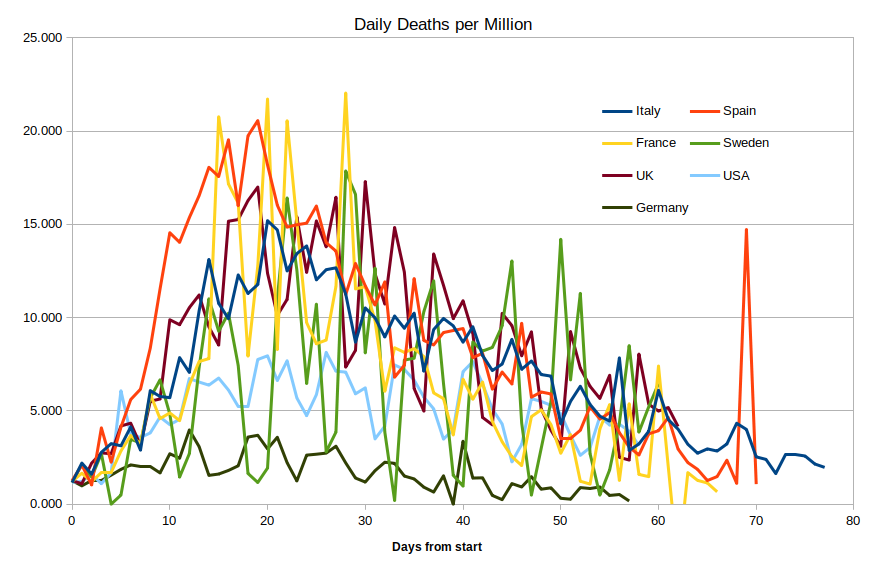 Daily Deaths per Million
25.000
20.000
15.000
10.000
5.000
0.000
0 10 20 30 40 50 60 70 80
Days from start
Italy Spain
France Sweden
UK USA
Germany